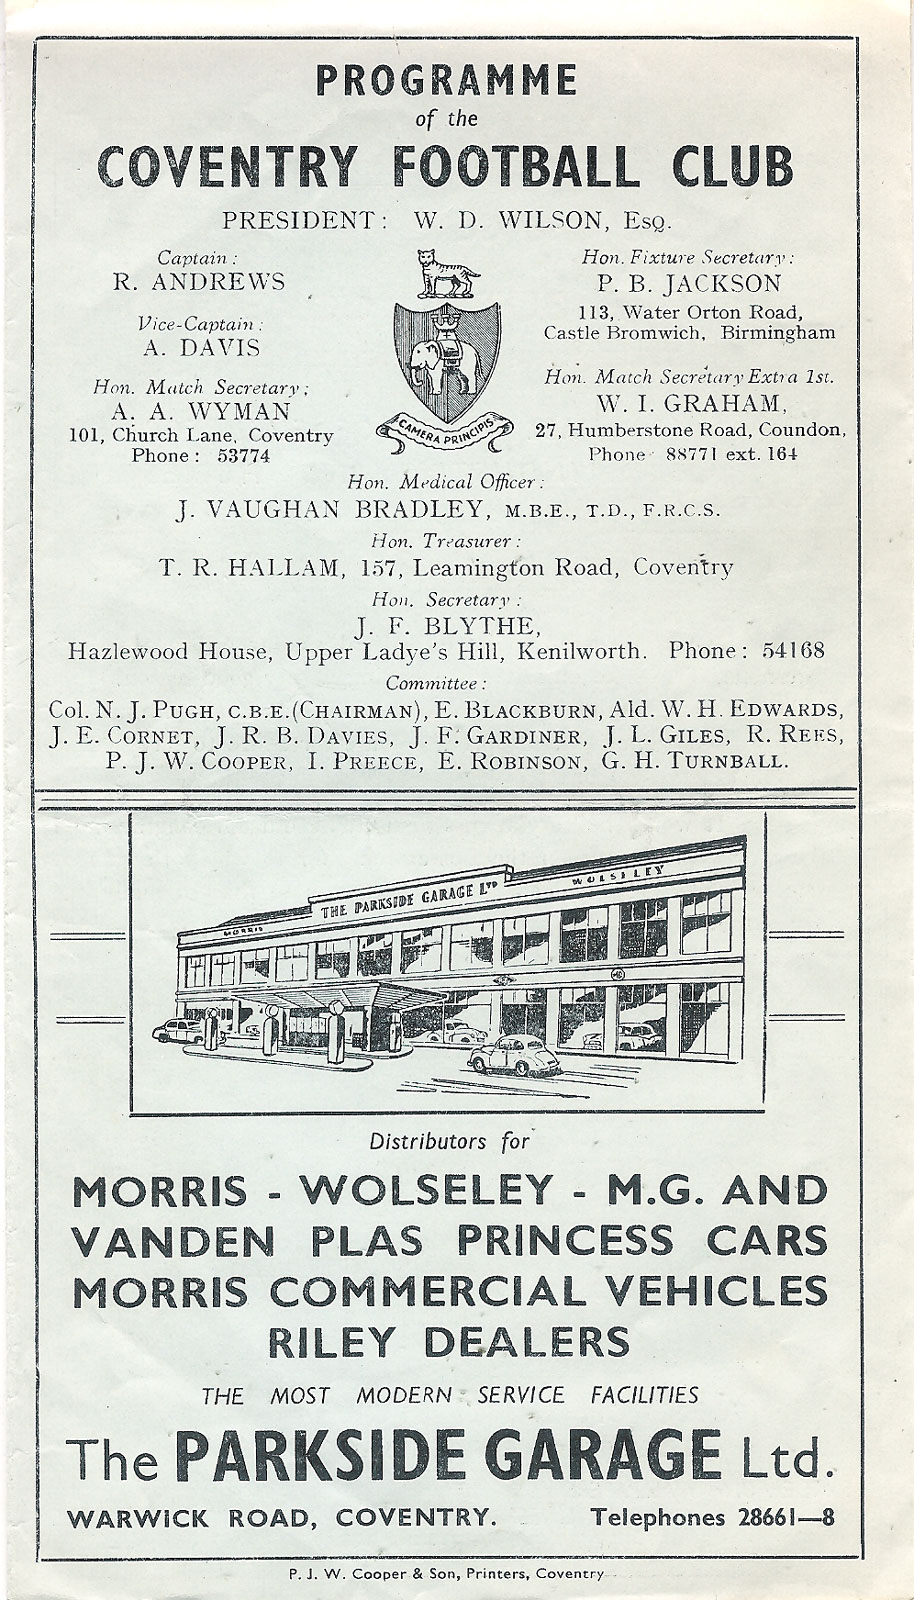 PROGRAMME
of the
COVENTRY FOOTBALL CLUB
PRESIDENT: W. D. WILSON, Esq.
Captain:
R. ANDREWS
Vice-Captain:
A. DAVIS
Hon. Match Secretary:
A. A. WYMAN
101, Church Lane, Coventry
Phone: 53774
CAMERA PRINCIPIS
Hon. Fixture Secretary:
P. B. JACKSON
113, Water Orton Road,
Castle Bromwich, Birmingham
Hon. Match Secretary Extra 1st.
W. I. GRAHAM,
27, Humberstone Road, Coundon,
Phone 88771 ext. 164
Hon. Medical Officer:
J. VAUGHAN BRADLEY, M.B.E., T.D., F.R.C.S.
Hon. Treasurer:
T. R. HALLAM, 157, Leamington Road, Coventry
Hon. Secretary:
J. F. BLYTHE,
Hazlewood House, Upper Ladye's Hill, Kenilworth. Phone: 54168
Committee:
Col. N. J. PUGH, C.B.E.(CHAIRMAN), E. BLACKBURN, Ald. W. H. EDWARDS,
J. E. CORNET, J. R. B. DAVIES, J. F. GARDINER, J. L. GILES, R. REES,
P. J. W. COOPER, I. PREECE, E. ROBINSON, G. H. TURNBALL.
MORRIS
THE PARKSIDE GARAGE LTD
WOLSELEY
MG
Distributors for
MORRIS - WOLSELEY - M.G. AND
VANDEN PLAS PRINCESS CARS
MORRIS COMMERCIAL VEHICLES
RILEY DEALERS
THE MOST MODERN SERVICE FACILITIES
The PARKSIDE GARAGE Ltd.
WARWICK ROAD, COVENTRY. Telephones 28661—8
P. J. W. Cooper & Son, Printers, Coventry